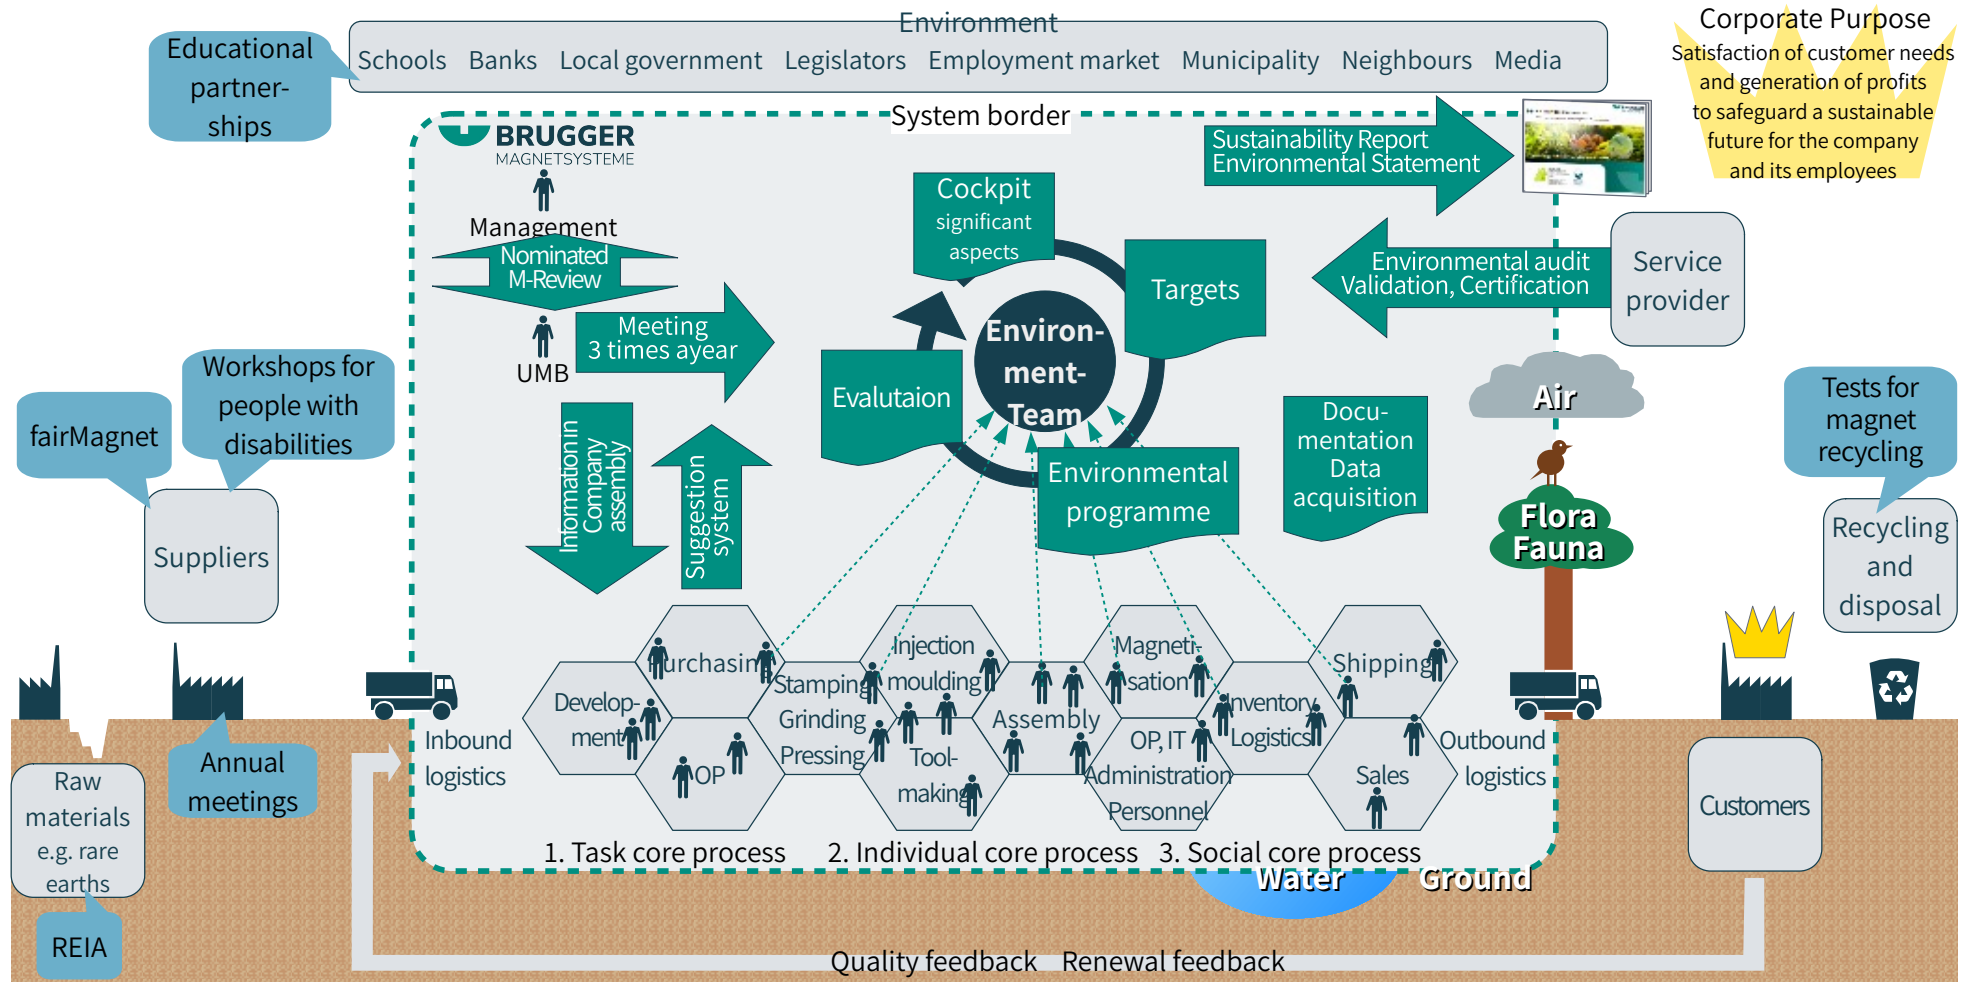 Environment
Schools Banks Local government Legislators Employment market Municipality Neighbours Media
Educational
partner-
ships
Corporate Purpose
Satisfaction of customer needs
and generation of profits
to safeguard a sustainable
future for the company
and its employees
System border
BRUGGER
MAGNETSYSTEME
Management
Nominated
M-Review
UMB
Meeting
3 times ayear
Cockpit
significant
aspects
Targets
Environ-
ment-
Team
Evalutaion
Environmental
programme
Sustainability Report
Environmental Statement
Environmental audit
Validation, Certification
Service
provider
Docu-
mentation
Data
acquisition
Information in
Company
assembly
Suggestion
system
Air
Flora
Fauna
Tests for
magnet
recycling
Recycling
and
disposal
fairMagnet
Workshops for
people with
disabilities
Suppliers
Annual
meetings
Raw
materials
e.g. rare
earths
REIA
Inbound
logistics
Develop-
ment
Purchasing
OP
Stamping
Grinding
Pressing
Injection
moulding
Tool-
making
Assembly
Magneti-
sation
OP, IT
Administration
Personnel
Inventory
Logistics
Shipping
Sales
Outbound
logistics
Customers
1. Task core process 2. Individual core process 3. Social core process
Water Ground
Quality feedback Renewal feedback